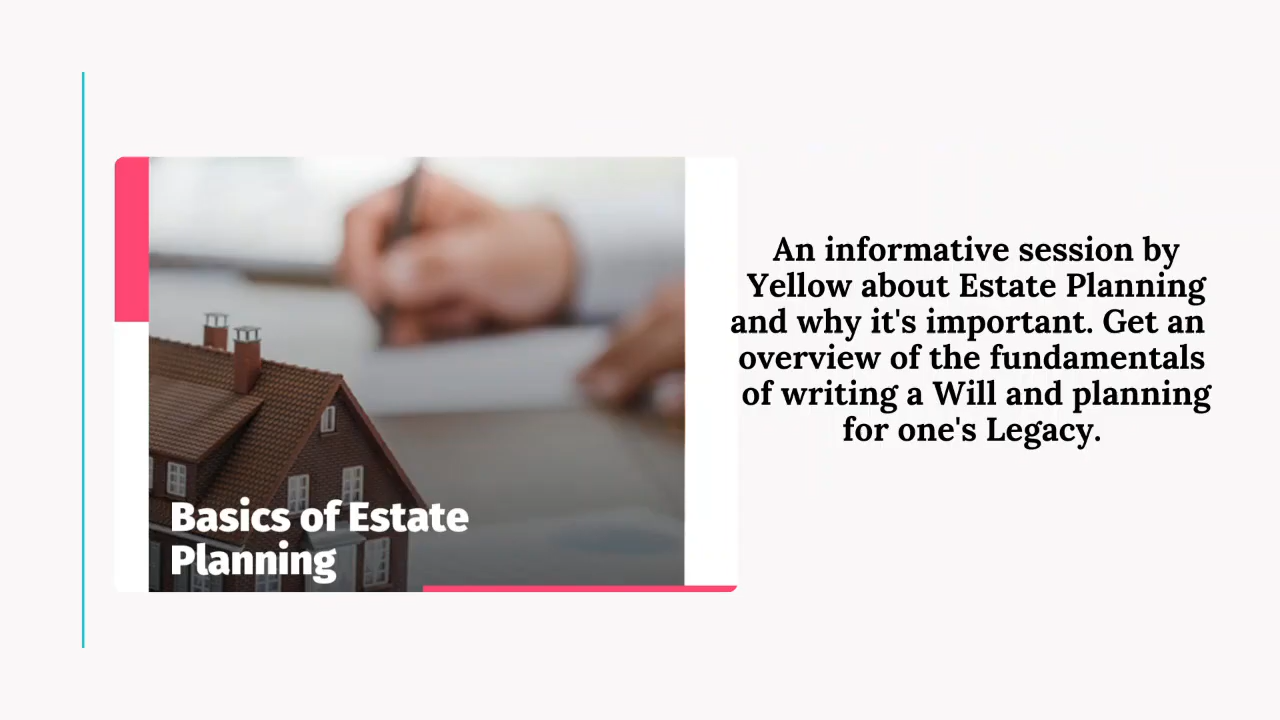 Basics of Estate
Planning
An informative session by
Yellow about Estate Planning
and why it's important. Get an
overview of the fundamentals
of writing a Will and planning
for one's Legacy.